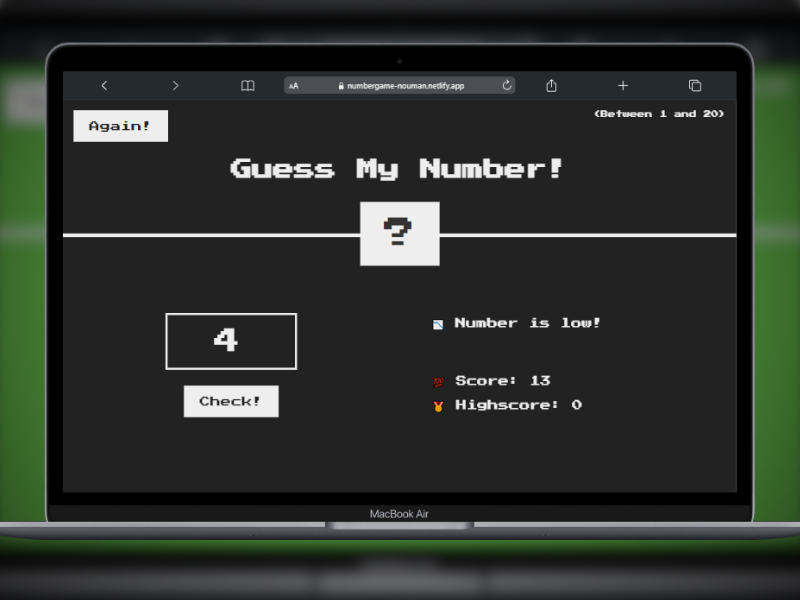 AA numbergame-nouman.netlify.app
Again!
(Between 1 and 20)
Guess My Number!
?
4
Number is low!
Check!
Score: 13
Highscore: 0
MacBook Air